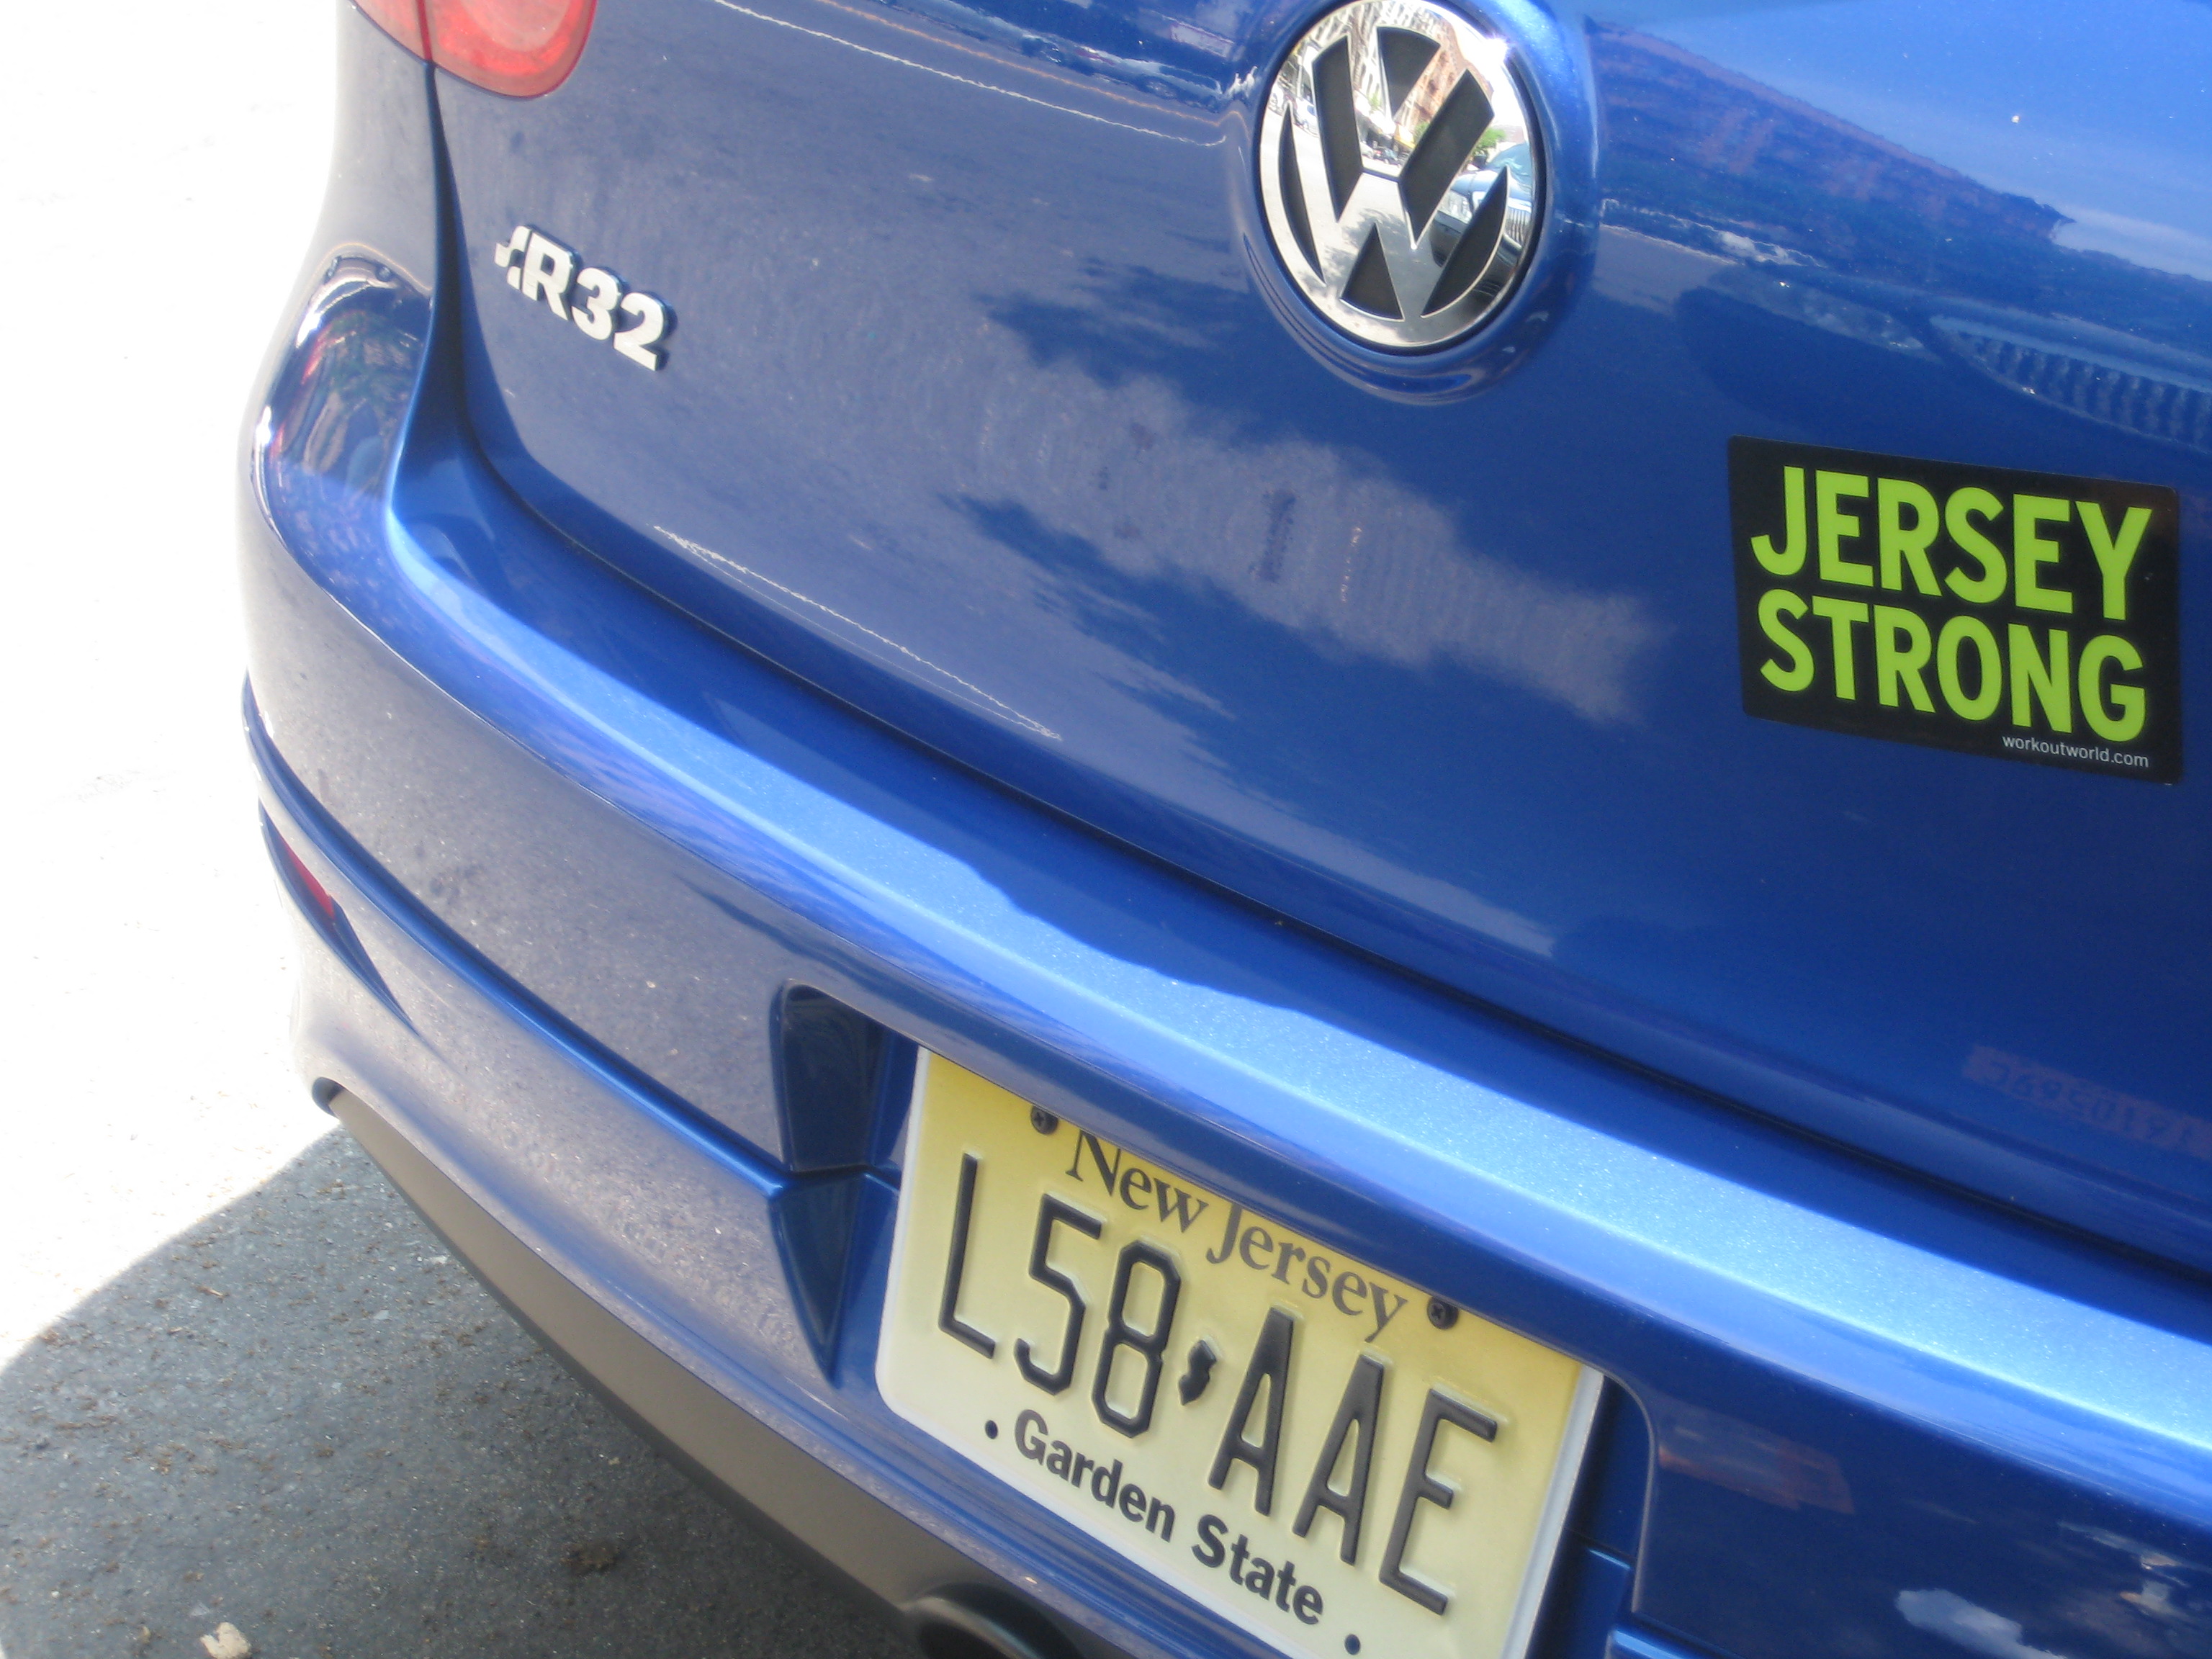 R32
JERSEY
STRONG
workoutworld.com
New Jersey
L58 AAE
Garden State